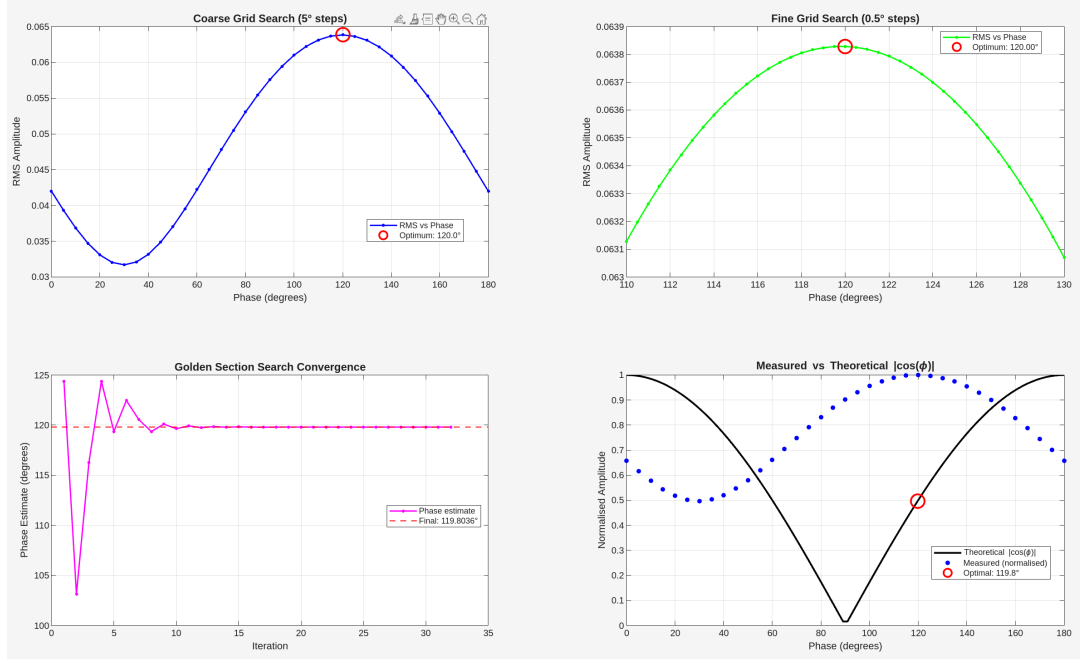 Coarse Grid Search (5° steps)
0.065
0.06
0.055
0.05
0.045
0.04
0.035
0.03
RMS Amplitude
0 20 40 60 80 100 120 140 160 180
Phase (degrees)
RMS vs Phase
Optimum: 120.0°
Fine Grid Search (0.5° steps)
0.0639
0.0638
0.0637
0.0636
0.0635
0.0634
0.0633
0.0632
0.0631
0.063
RMS Amplitude
110 112 114 116 118 120 122 124 126 128 130
Phase (degrees)
RMS vs Phase
Optimum: 120.00°
Golden Section Search Convergence
125
120
115
110
105
100
Phase Estimate (degrees)
0 5 10 15 20 25 30 35
Iteration
Phase estimate
Final: 119.8036°
Measured vs Theoretical |cos(ϕ)|
1
0.9
0.8
0.7
0.6
0.5
0.4
0.3
0.2
0.1
0
Normalised Amplitude
0 20 40 60 80 100 120 140 160 180
Phase (degrees)
Theoretical |cos(ϕ)|
Measured (normalised)
Optimal: 119.8°